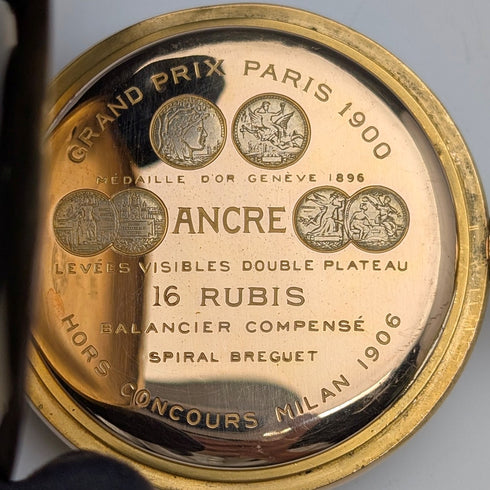 GRAND PRIX PARIS 1900
MÉDAILLE D'OR GENÈVE 1896
ANCRE
LEVÉES VISIBLES DOUBLE PLATEAU
16 RUBIS
BALANCIER COMPENSÉ
SPIRAL BREGUET
HORS CONCOURS MILAN 1906